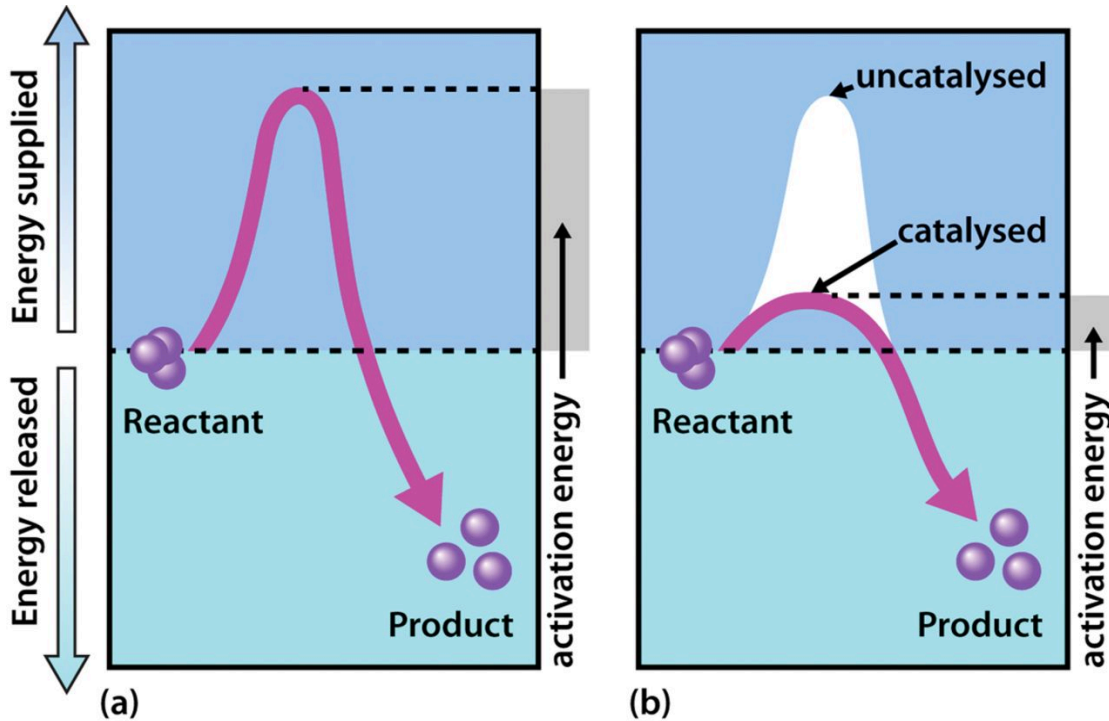 Energy supplied
Energy released
Reactant
Product
activation energy
(a)
uncatalysed
catalysed
Reactant
Product
activation energy
(b)